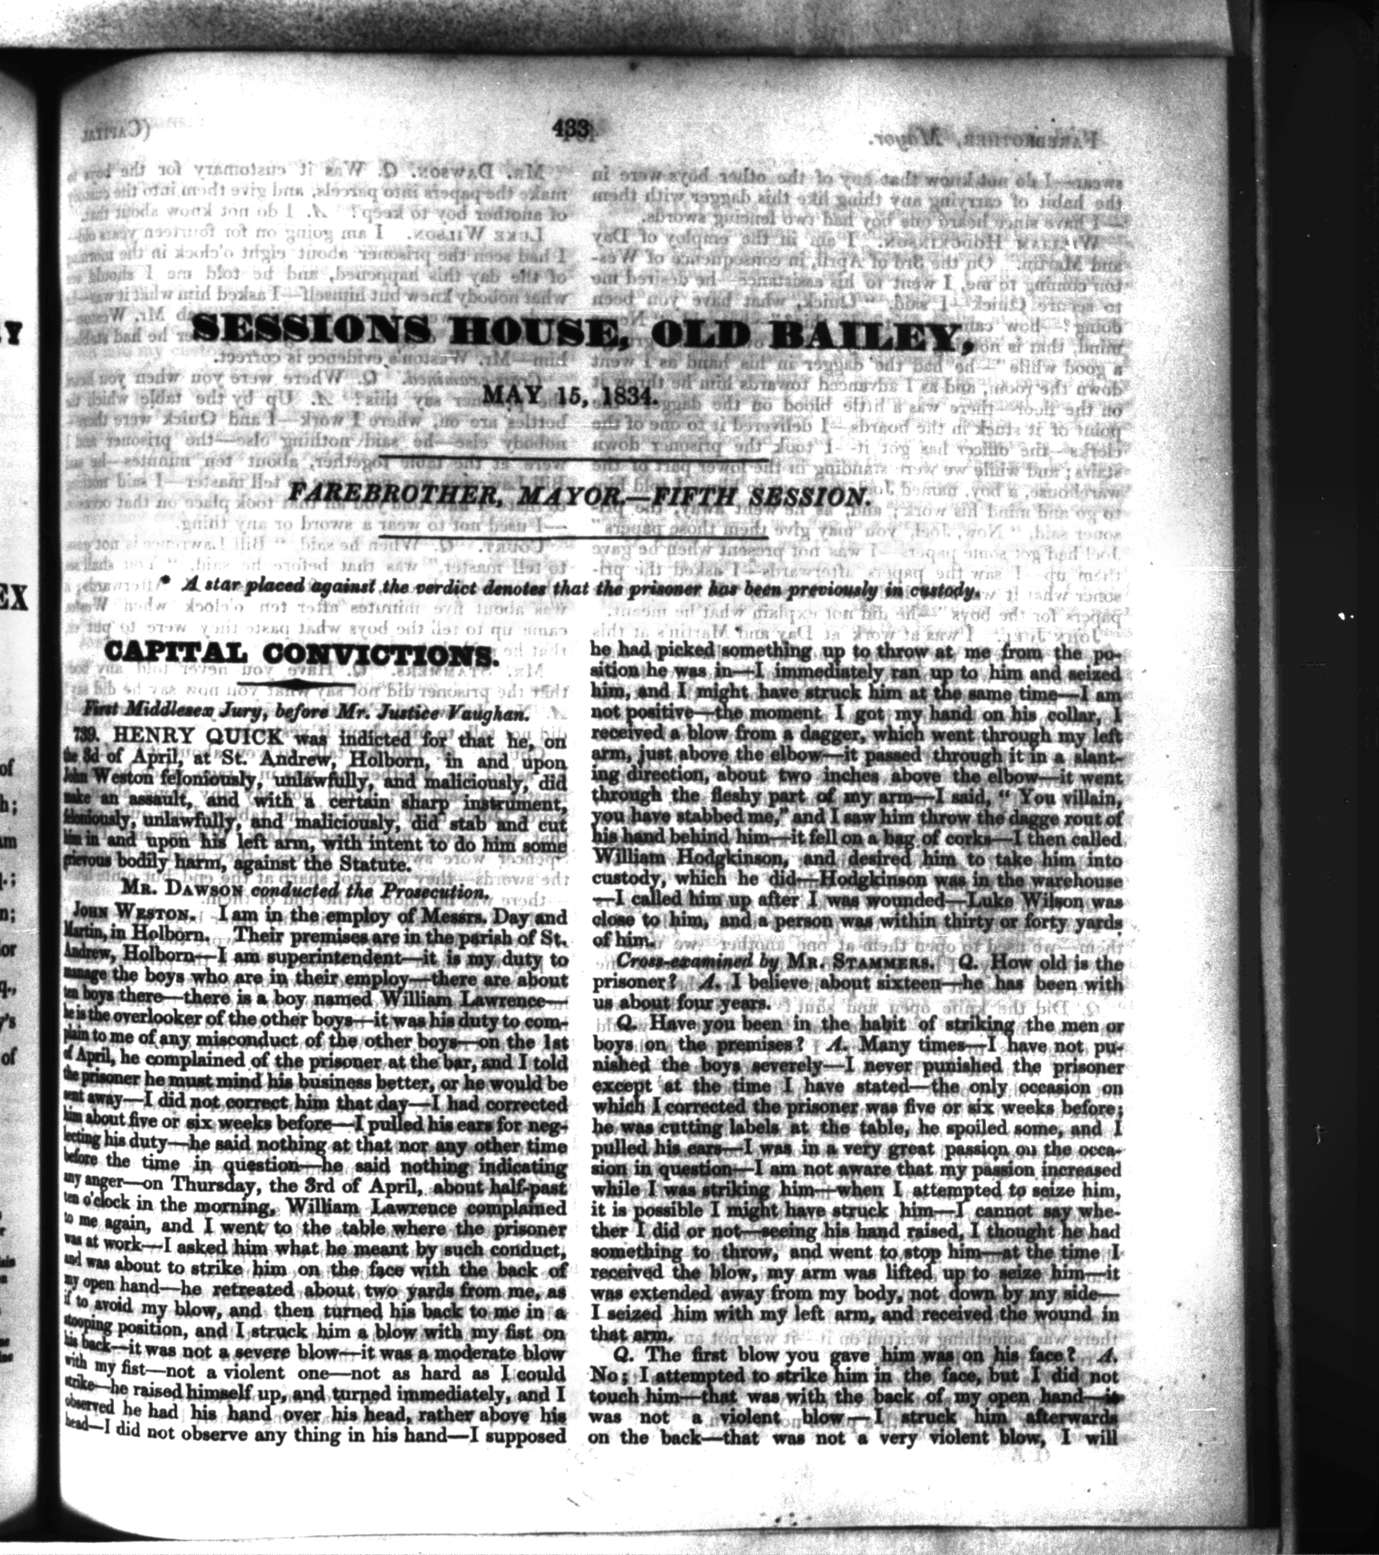 433
SESSIONS HOUSE, OLD BAILEY,
MAY 15, 1834.
FAREBROTHER, MAYOR.—FIFTH SESSION.
* A star placed against the verdict denotes that the prisoner has been previously in custody.
CAPITAL CONVICTIONS.
First Middlesex Jury, before Mr. Justice Vaughan.
739. HENRY QUICK was indicted for that he, on
the 3d of April, at St. Andrew, Holborn, in and upon
John Weston feloniously, unlawfully, and maliciously, did
make an assault, and with a certain sharp instrument,
feloniously, unlawfully, and maliciously, did stab and cut
him in and upon his left arm, with intent to do him some
grievous bodily harm, against the Statute.
MR. DAWSON conducted the Prosecution.
JOHN WESTON. I am in the employ of Messrs. Day and
Martin, in Holborn. Their premises are in the parish of St.
Andrew, Holborn—I am superintendent—it is my duty to
manage the boys who are in their employ—there are about
ten boys there—there is a boy named William Lawrence—
he is the overlooker of the other boys—it was his duty to com-
plain to me of any misconduct of the other boys—on the 1st
of April, he complained of the prisoner at the bar, and I told
the prisoner he must mind his business better, or he would be
sent away—I did not correct him that day—I had corrected
him about five or six weeks before—I pulled his ears for neg-
lecting his duty—he said nothing at that nor any other time
before the time in question—he said nothing indicating
any anger—on Thursday, the 3rd of April, about half-past
ten o'clock in the morning, William Lawrence complained
to me again, and I went to the table where the prisoner
was at work—I asked him what he meant by such conduct,
and was about to strike him on the face with the back of
my open hand—he retreated about two yards from me, as
if to avoid my blow, and then turned his back to me in a
stooping position, and I struck him a blow with my fist on
his back—it was not a severe blow—it was a moderate blow
with my fist—not a violent one—not as hard as I could
strike—he raised himself up, and turned immediately, and I
observed he had his hand over his head, rather above his
head—I did not observe any thing in his hand—I supposed
he had picked something up to throw at me from the po-
sition he was in—I immediately ran up to him and seized
him, and I might have struck him at the same time—I am
not positive—the moment I got my hand on his collar, I
received a blow from a dagger, which went through my left
arm, just above the elbow—it passed through it in a slant-
ing direction, about two inches above the elbow—it went
through the fleshy part of my arm—I said, "You villain,
you have stabbed me," and I saw him throw the dagge rout of
his hand behind him—it fell on a bag of corks—I then called
William Hodgkinson, and desired him to take him into
custody, which he did—Hodgkinson was in the warehouse
—I called him up after I was wounded—Luke Wilson was
close to him, and a person was within thirty or forty yards
of him.
Cross-examined by MR. STAMMERS. Q. How old is the
prisoner? A. I believe about sixteen—he has been with
us about four years.
Q. Have you been in the habit of striking the men or
boys on the premises? A. Many times—I have not pu-
nished the boys severely—I never punished the prisoner
except at the time I have stated—the only occasion on
which I corrected the prisoner was five or six weeks before;
he was cutting labels at the table, he spoiled some, and I
pulled his ears—I was in a very great passion on the occa-
sion in question—I am not aware that my passion increased
while I was striking him—when I attempted to seize him,
it is possible I might have struck him—I cannot say whe-
ther I did or not—seeing his hand raised, I thought he had
something to throw, and went to stop him—at the time I
received the blow, my arm was lifted up to seize him—it
was extended away from my body, not down by my side—
I seized him with my left arm, and received the wound in
that arm.
Q. The first blow you gave him was on his face? A.
No; I attempted to strike him in the face, but I did not
touch him—that was with the back of my open hand—it
was not a violent blow—I struck him afterwards
on the back—that was not a very violent blow, I will